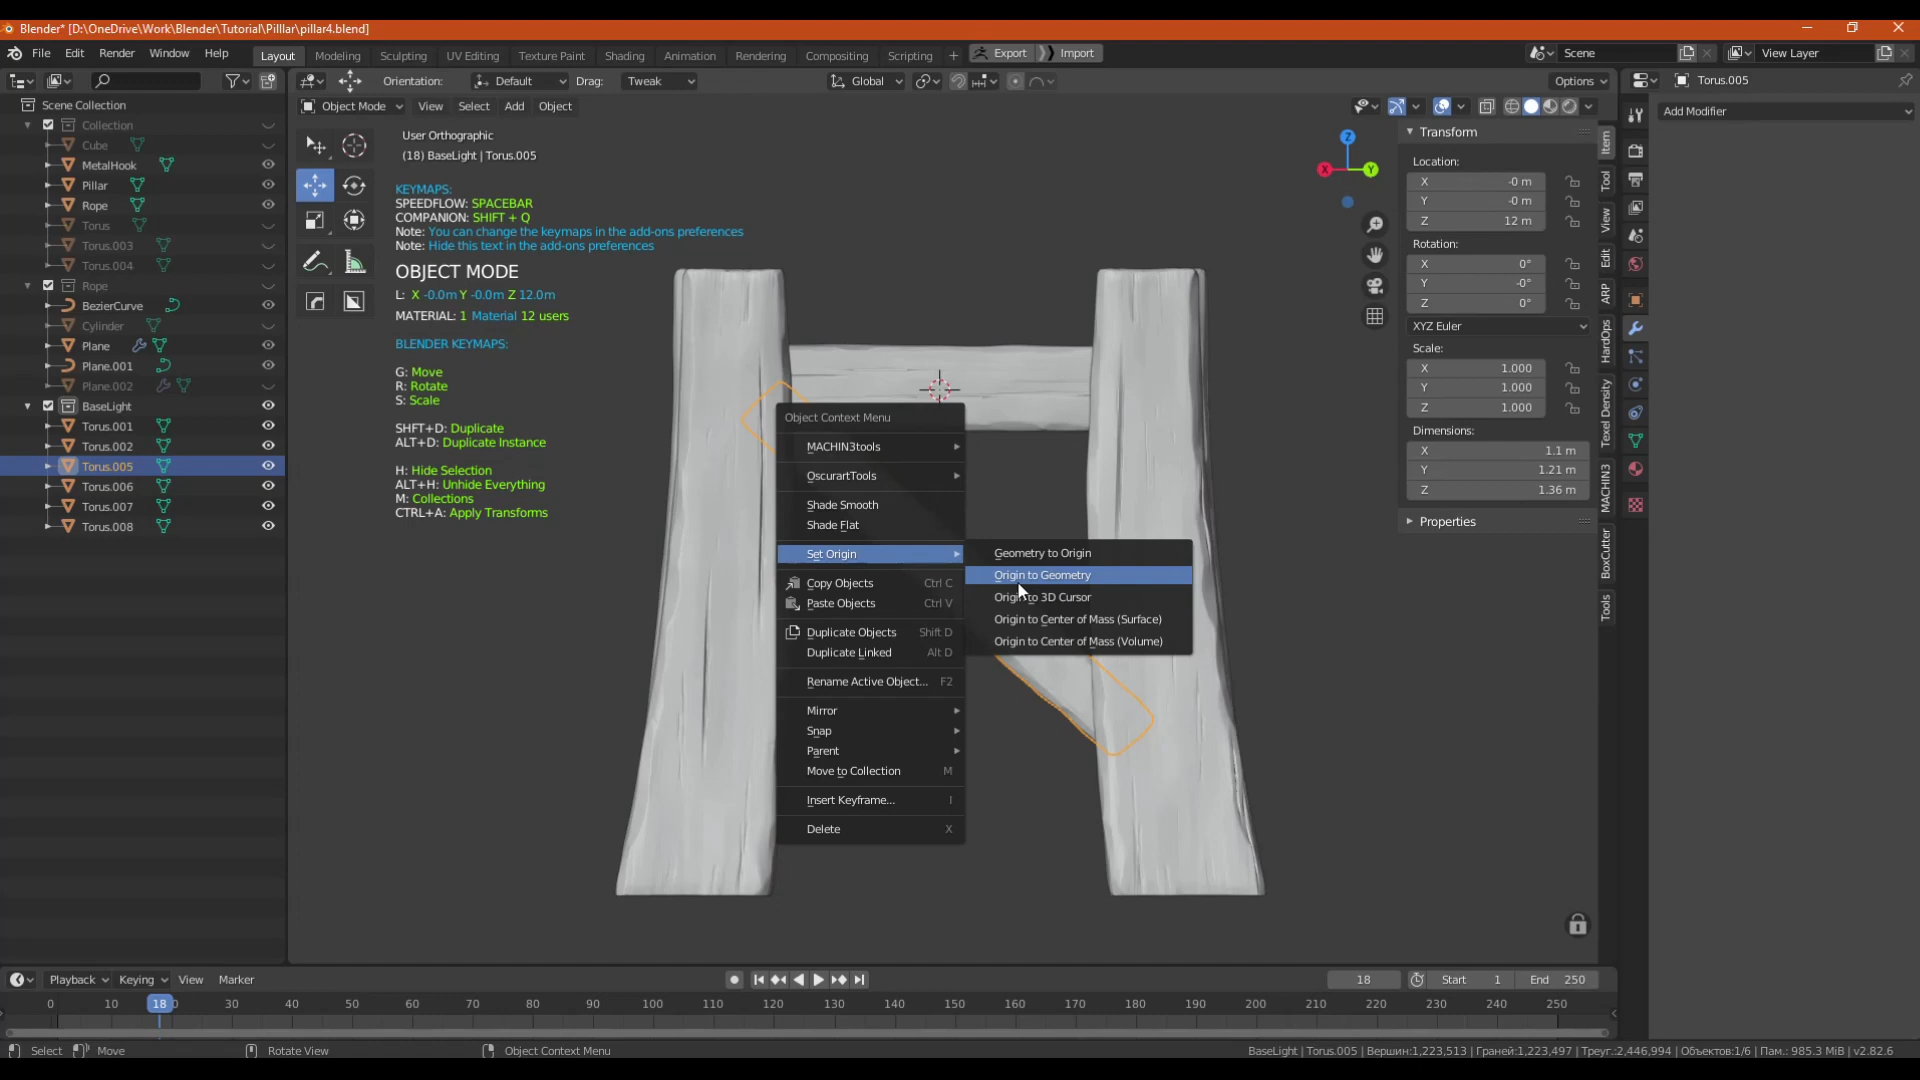 Blender* [D:\OneDrive\Work\Blender\Tutorial\Pilllar\pillar4.blend]
File Edit Render Window Help Layout Modeling Sculpting UV Editing Texture Paint Shading Animation Rendering Compositing Scripting + Export Import Scene View Layer
Orientation: Default Drag: Tweak Global Options Torus.005
Scene Collection
Object Mode View Select Add Object
Add Modifier
Collection
Cube
MetalHook
Pillar
Rope
Torus
Torus.003
Torus.004
Rope
BezierCurve
Cylinder
Plane
Plane.001
Plane.002
BaseLight
Torus.001
Torus.002
Torus.005
Torus.006
Torus.007
Torus.008
User Orthographic
(18) BaseLight | Torus.005
KEYMAPS:
SPEEDFLOW: SPACEBAR
COMPANION: SHIFT + Q
Note: You can change the keymaps in the add-ons preferences
Note: Hide this text in the add-ons preferences
OBJECT MODE
L: X -0.0m Y -0.0m Z 12.0m
MATERIAL: 1 Material 12 users
BLENDER KEYMAPS:
G: Move
R: Rotate
S: Scale
SHFT+D: Duplicate
ALT+D: Duplicate Instance
H: Hide Selection
ALT+H: Unhide Everything
M: Collections
CTRL+A: Apply Transforms
Object Context Menu
MACHIN3tools
OscurartTools
Shade Smooth
Shade Flat
Set Origin
Copy Objects Ctrl C
Paste Objects Ctrl V
Duplicate Objects Shift D
Duplicate Linked Alt D
Rename Active Object... F2
Mirror
Snap
Parent
Move to Collection M
Insert Keyframe... I
Delete X
Geometry to Origin
Origin to Geometry
Origin to 3D Cursor
Origin to Center of Mass (Surface)
Origin to Center of Mass (Volume)
Z
X
Y
Transform
Location:
X -0 m
Y -0 m
Z 12 m
Rotation:
X 0°
Y -0°
Z 0°
XYZ Euler
Scale:
X 1.000
Y 1.000
Z 1.000
Dimensions:
X 1.1 m
Y 1.21 m
Z 1.36 m
Properties
Item
Tool
View
Edit
ARP
HardOps
Texel Density
MACHIN3
BoxCutter
Tools
Playback Keying View Marker 18 Start 1 End 250
0 10 18 30 40 50 60 70 80 90 100 110 120 130 140 150 160 170 180 190 200 210 220 230 240 250
Select Move Rotate View Object Context Menu BaseLight | Torus.005 | Вершин:1,223,513 | Граней:1,223,497 | Треуг.:2,446,994 | Объектов:1/6 | Пам.: 985.3 MiB | v2.82.6